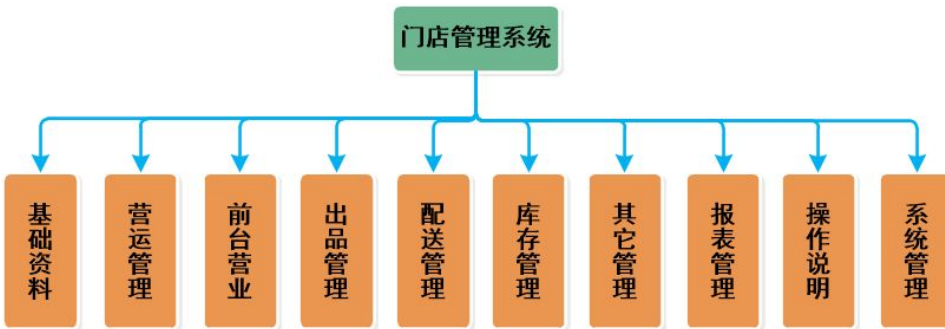 门店管理系统
基础资料
营运管理
前台营业
出品管理
配送管理
库存管理
其它管理
报表管理
操作说明
系统管理